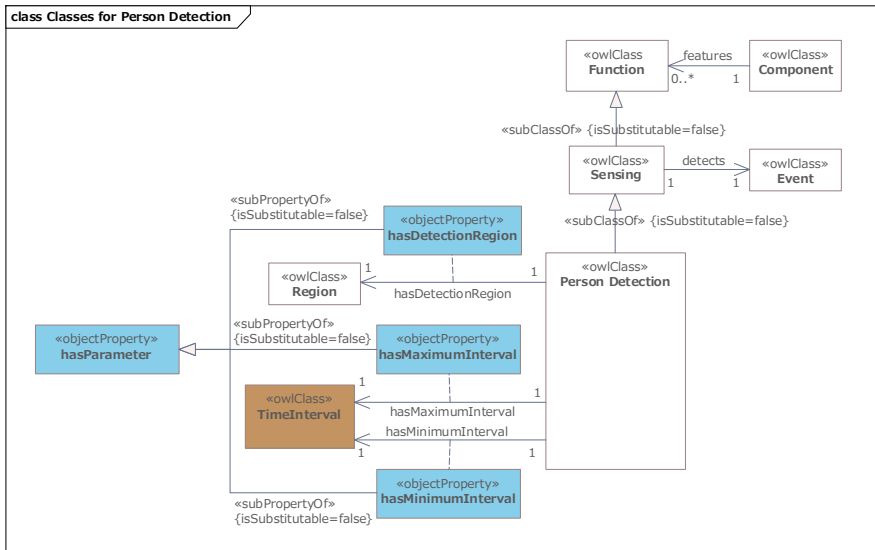 class Classes for Person Detection
«owlClass
Function
features
0..*
1
«owlClass»
Component
«subClassOf» {isSubstitutable=false}
«owlClass»
Sensing
detects
1
1
«owlClass»
Event
«subClassOf» {isSubstitutable=false}
«subPropertyOf»
{isSubstitutable=false}
«objectProperty»
hasDetectionRegion
«owlClass»
Region
1
1
hasDetectionRegion
«owlClass»
Person Detection
«objectProperty»
hasParameter
«subPropertyOf»
{isSubstitutable=false}
«objectProperty»
hasMaximumInterval
1
1
«owlClass»
TimeInterval
hasMaximumInterval
hasMinimumInterval
1
1
«objectProperty»
hasMinimumInterval
«subPropertyOf»
{isSubstitutable=false}